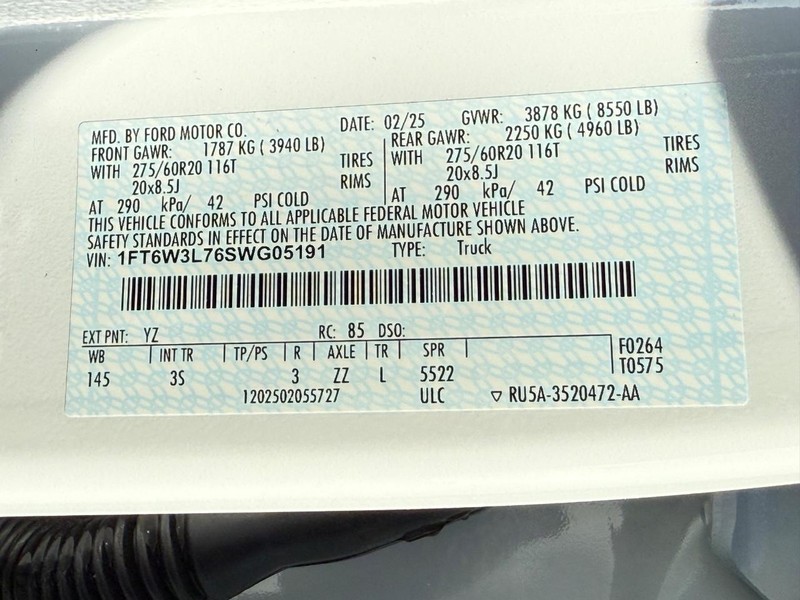 MFD. BY FORD MOTOR CO. DATE: 02/25 GVWR: 3878 KG ( 8550 LB)
FRONT GAWR: 1787 KG ( 3940 LB) REAR GAWR: 2250 KG ( 4960 LB)
WITH 275/60R20 116T TIRES WITH 275/60R20 116T TIRES
20x8.5J RIMS 20x8.5J RIMS
AT 290 kPa/ 42 PSI COLD AT 290 kPa/ 42 PSI COLD
THIS VEHICLE CONFORMS TO ALL APPLICABLE FEDERAL MOTOR VEHICLE
SAFETY STANDARDS IN EFFECT ON THE DATE OF MANUFACTURE SHOWN ABOVE.
VIN: 1FT6W3L76SWG05191 TYPE: Truck
EXT PNT: YZ RC: 85 DSO:
WB INT TR TP/PS R AXLE TR SPR F0264
145 3S 3 ZZ L 5522 T0575
1202502055727 ULC ▽ RU5A-3520472-AA